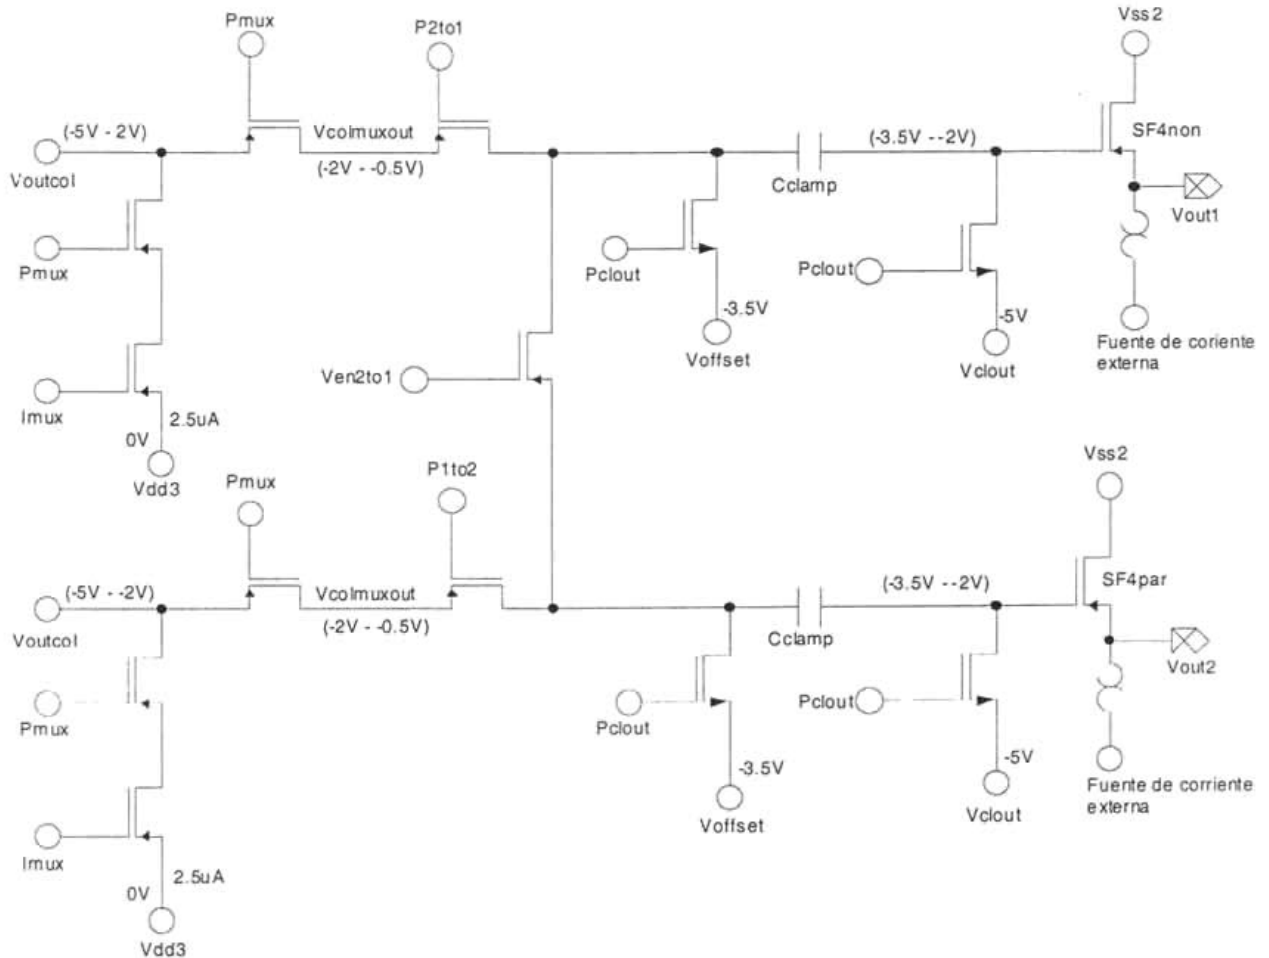 Pmux
P2to1
Vss2
(-5V - 2V)
Vcolmuxout
(-3.5V --2V)
SF4non
Voutcol
(-2V - -0.5V)
Cclamp
Vout1
Pmux
Pclout
Pclout
-3.5V
-5V
Voffset
Vclout
Fuente de coriente
externa
Ven2to1
Imux
2.5uA
0V
Vdd3
Pmux
P1to2
Vss2
(-5V - -2V)
Vcolmuxout
(-3.5V --2V)
SF4par
Voutcol
(-2V - -0.5V)
Cclamp
Vout2
Pmux
Pclout
Pclout
-3.5V
-5V
Voffset
Vclout
Fuente de corriente
externa
Imux
2.5uA
0V
Vdd3